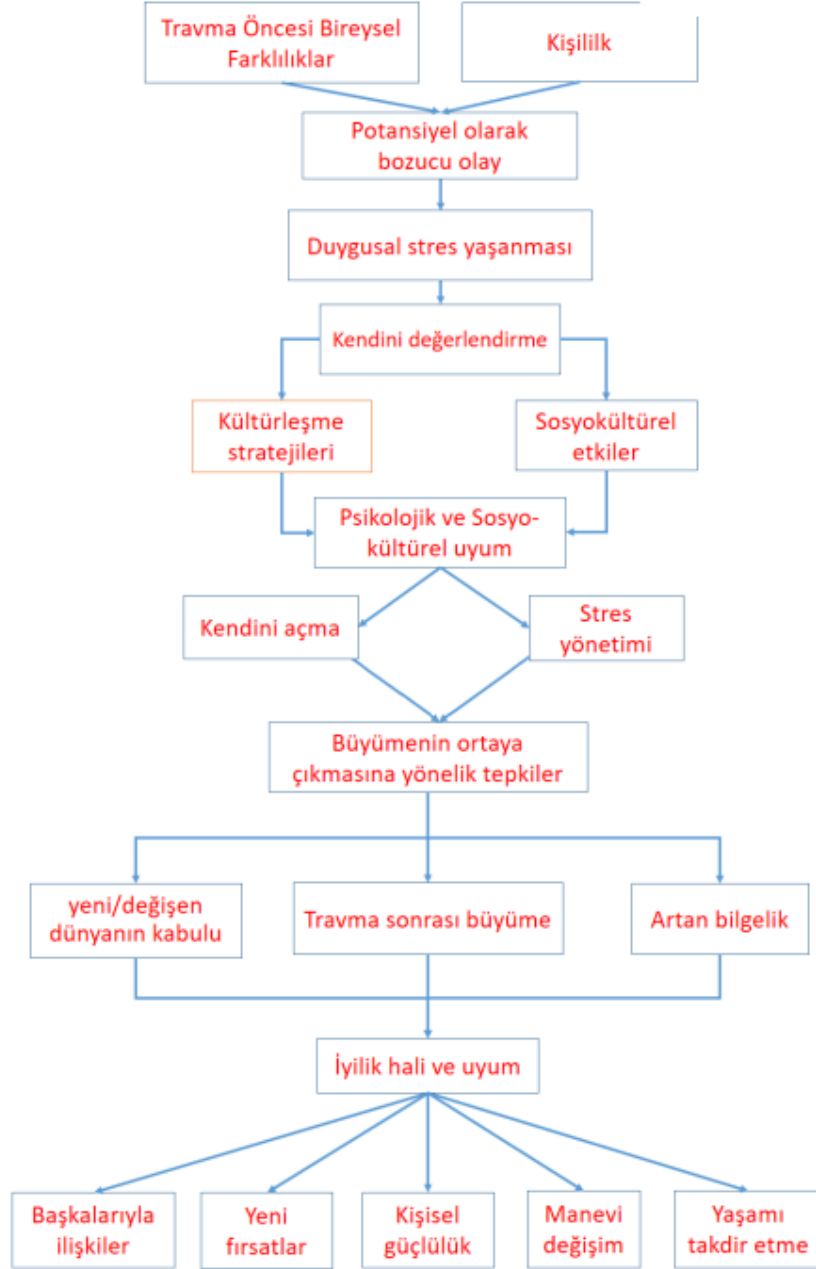 Travma Öncesi Bireysel
Farklılıklar
Kişililk
Potansiyel olarak
bozucu olay
Duygusal stres yaşanması
Kendini değerlendirme
Kültürleşme
stratejileri
Sosyokültürel
etkiler
Psikolojik ve Sosyo-
kültürel uyum
Kendini açma
Stres
yönetimi
Büyümenin ortaya
çıkmasına yönelik tepkiler
yeni/değişen
dünyanın kabulu
Travma sonrası büyüme
Artan bilgelik
İyilik hali ve uyum
Başkalarıyla
ilişkiler
Yeni
fırsatlar
Kişisel
güçlülük
Manevi
değişim
Yaşamı
takdir etme